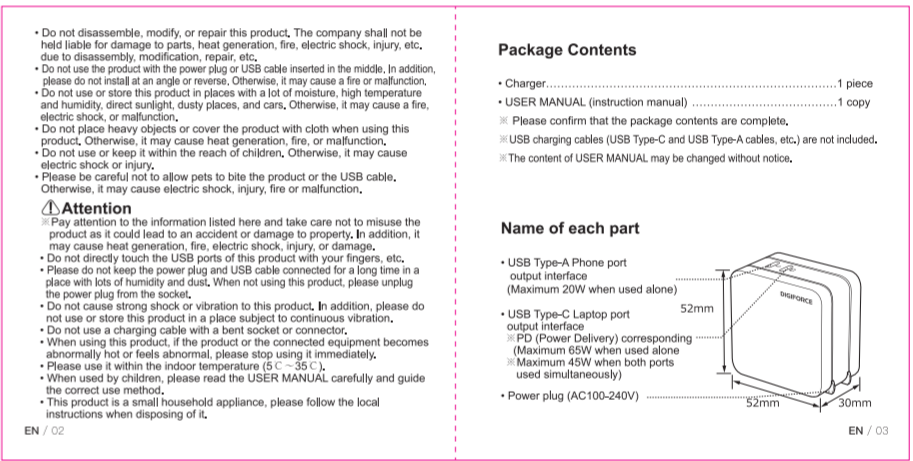 • Do not disassemble, modify, or repair this product. The company shall not be
held liable for damage to parts, heat generation, fire, electric shock, injury, etc.
due to disassembly, modification, repair, etc.
• Do not use the product with the power plug or USB cable inserted in the middle. In addition,
please do not install at an angle or reverse. Otherwise, it may cause a fire or malfunction.
• Do not use or store this product in places with a lot of moisture, high temperature
and humidity, direct sunlight, dusty places, and cars. Otherwise, it may cause a fire,
electric shock, or malfunction.
• Do not place heavy objects or cover the product with cloth when using this
product. Otherwise, it may cause heat generation, fire, or malfunction.
• Do not use or keep it within the reach of children. Otherwise, it may cause
electric shock or injury.
• Please be careful not to allow pets to bite the product or the USB cable.
Otherwise, it may cause electric shock, injury, fire or malfunction.
⚠Attention
※Pay attention to the information listed here and take care not to misuse the
product as it could lead to an accident or damage to property. In addition, it
may cause heat generation, fire, electric shock, injury, or damage.
• Do not directly touch the USB ports of this product with your fingers, etc.
• Please do not keep the power plug and USB cable connected for a long time in a
place with lots of humidity and dust. When not using this product, please unplug
the power plug from the socket.
• Do not cause strong shock or vibration to this product. In addition, please do
not use or store this product in a place subject to continuous vibration.
• Do not use a charging cable with a bent socket or connector.
• When using this product, if the product or the connected equipment becomes
abnormally hot or feels abnormal, please stop using it immediately.
• Please use it within the indoor temperature (5℃~35℃).
• When used by children, please read the USER MANUAL carefully and guide
the correct use method.
• This product is a small household appliance, please follow the local
instructions when disposing of it.
EN / 02
Package Contents
• Charger................................................................................1 piece
• USER MANUAL (instruction manual) ........................................1 copy
※ Please confirm that the package contents are complete.
※USB charging cables (USB Type-C and USB Type-A cables, etc.) are not included.
※The content of USER MANUAL may be changed without notice.
Name of each part
• USB Type-A Phone port
output interface
(Maximum 20W when used alone)
• USB Type-C Laptop port
output interface
※PD (Power Delivery) corresponding
(Maximum 65W when used alone
※Maximum 45W when both ports
used simultaneously)
• Power plug (AC100-240V)
52mm
DIGIFORCE
52mm
30mm
EN / 03